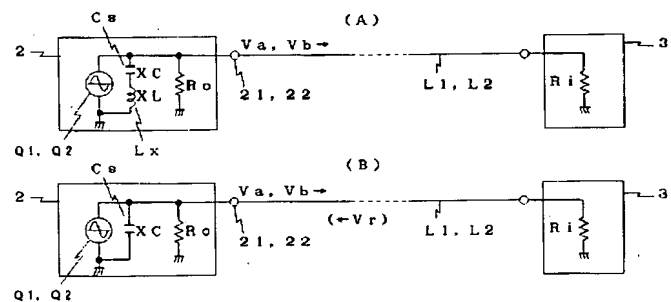 (A)
Cs
Va, Vb→
2
3
XC
Ro
Ri
XL
21, 22
L1, L2
Q1, Q2
Lx
(B)
Cs
Va, Vb→
2
3
(←Vr)
XC
Ro
Ri
21, 22
L1, L2
Q1, Q2